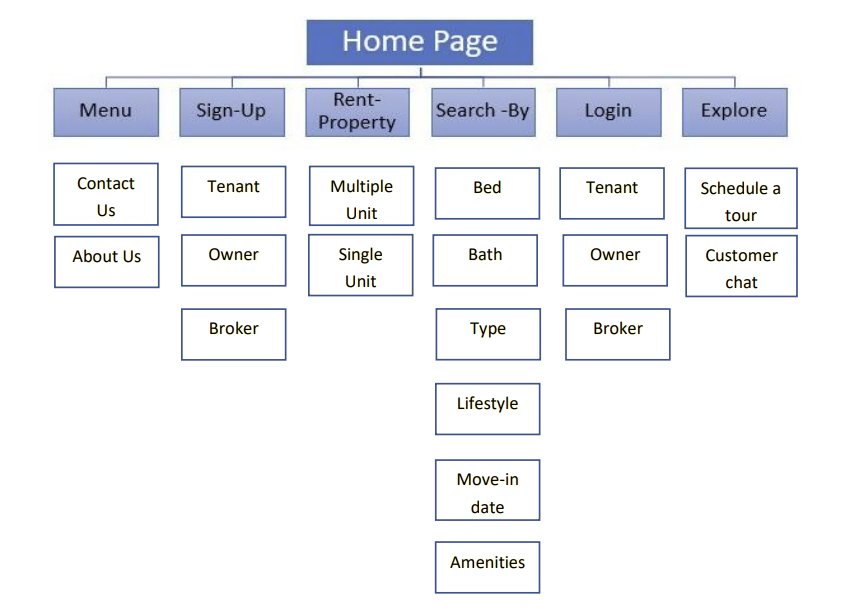 Home Page
Menu
Sign-Up
Rent-
Property
Search -By
Login
Explore
Contact
Us
About Us
Tenant
Owner
Broker
Multiple
Unit
Single
Unit
Bed
Bath
Type
Lifestyle
Move-in
date
Amenities
Tenant
Owner
Broker
Schedule a
tour
Customer
chat